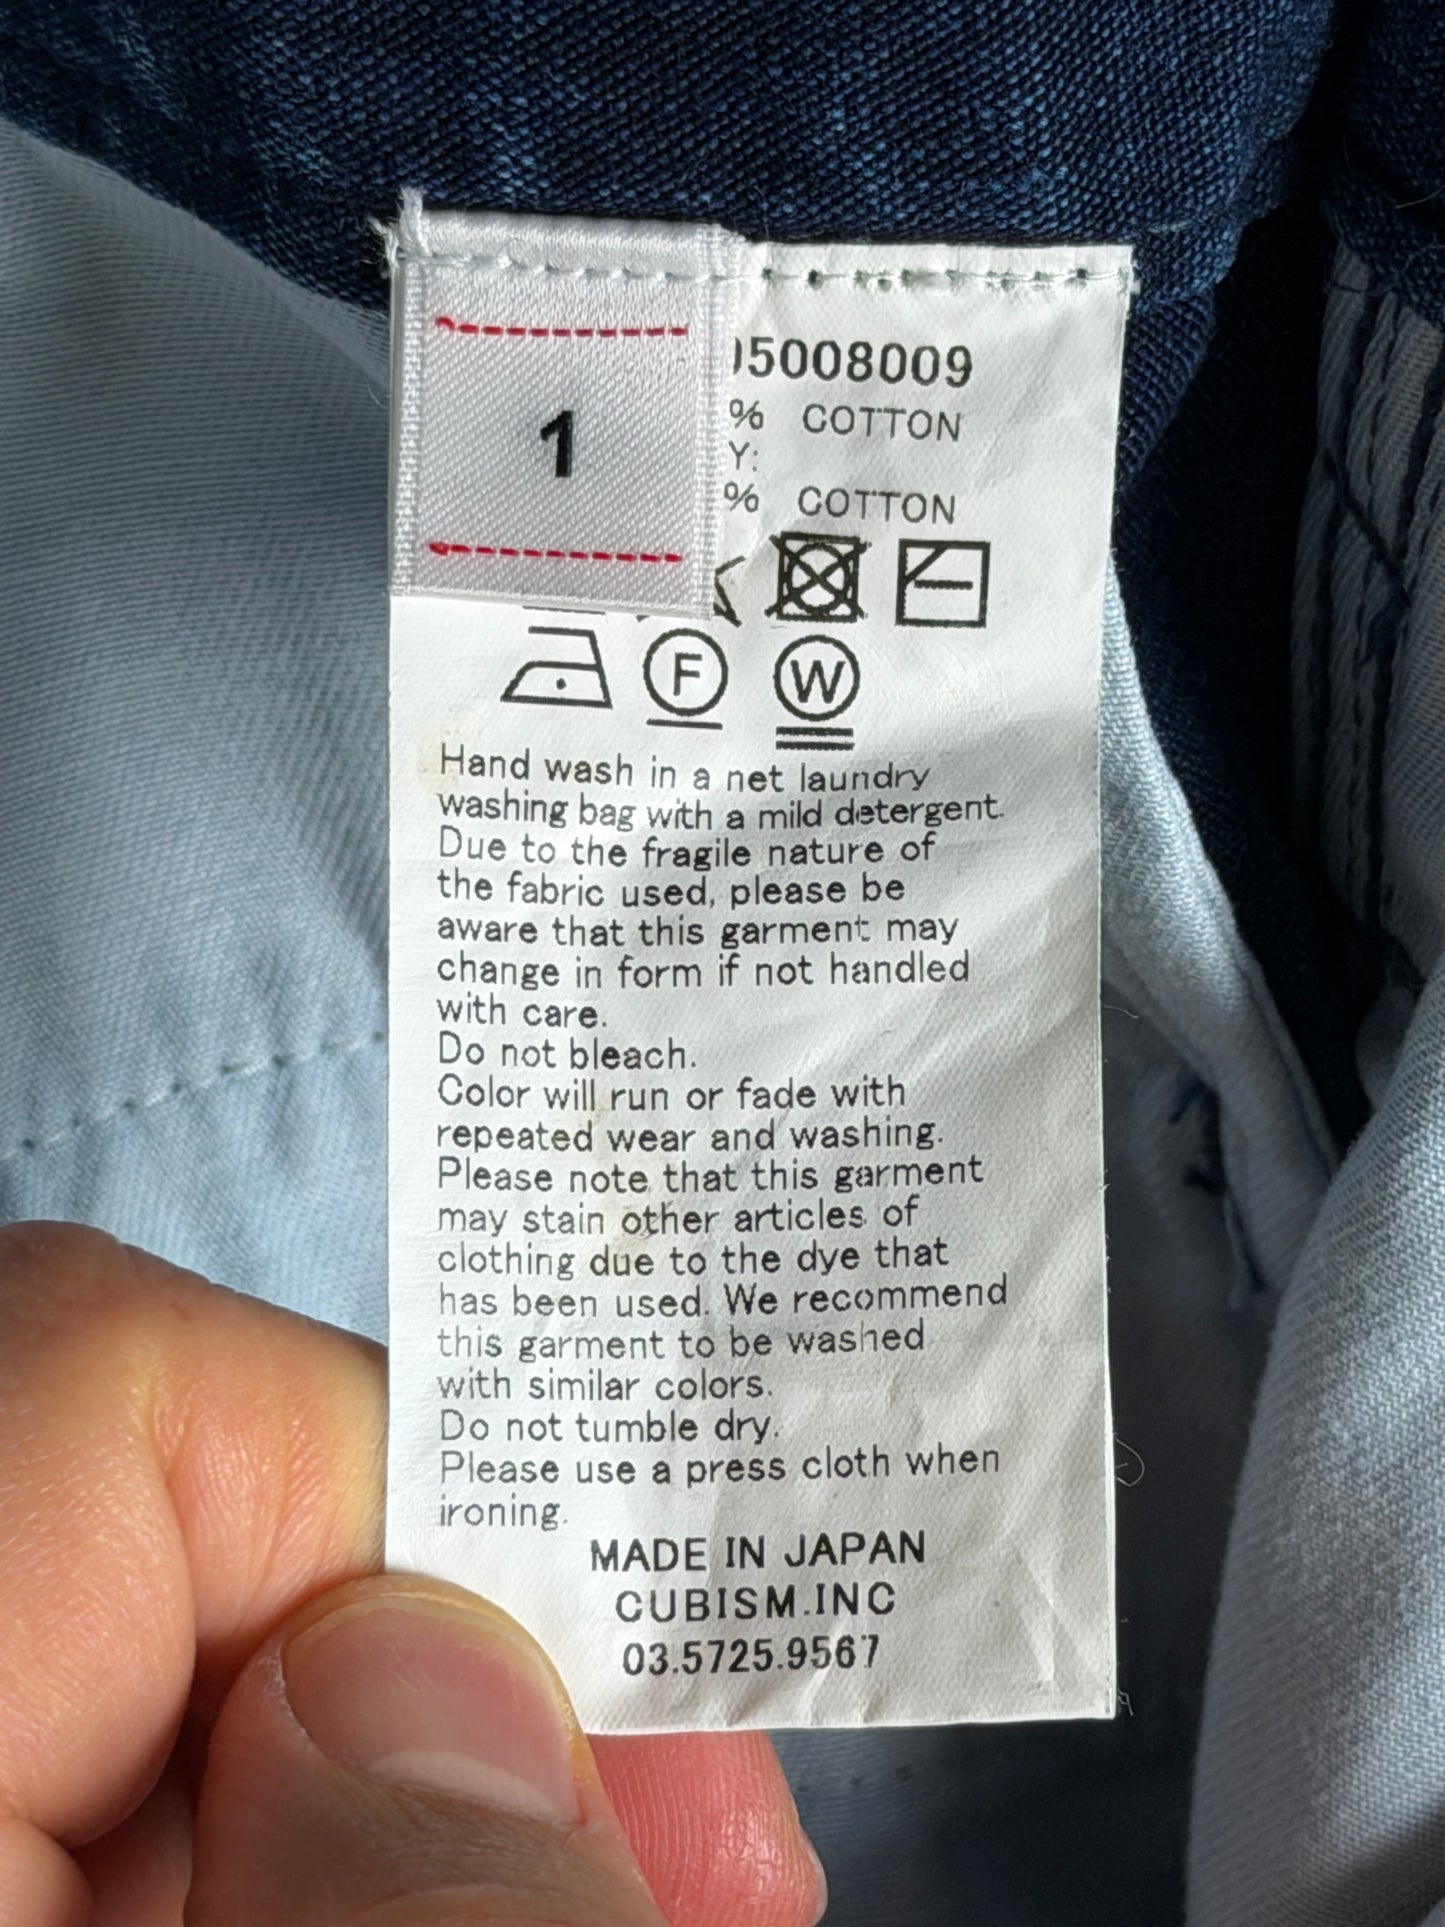 1
5008009
% COTTON
Y:
% COTTON
F W
Hand wash in a net laundry
washing bag with a mild detergent.
Due to the fragile nature of
the fabric used, please be
aware that this garment may
change in form if not handled
with care.
Do not bleach.
Color will run or fade with
repeated wear and washing.
Please note that this garment
may stain other articles of
clothing due to the dye that
has been used. We recommend
this garment to be washed
with similar colors.
Do not tumble dry.
Please use a press cloth when
ironing.
MADE IN JAPAN
CUBISM.INC
03.5725.9567